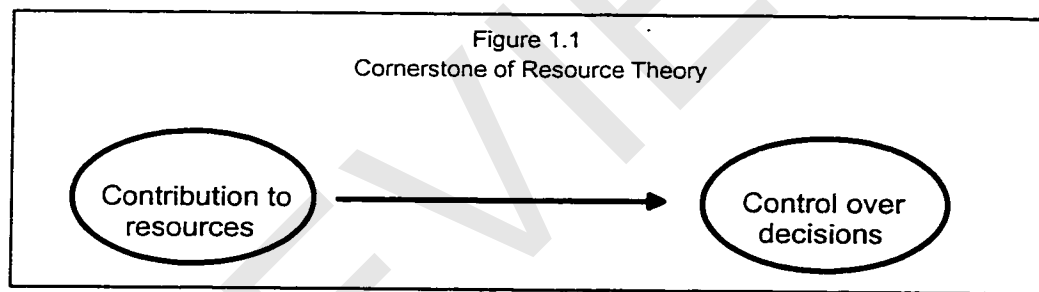 Figure 1.1
Cornerstone of Resource Theory
Contribution to
resources
Control over
decisions